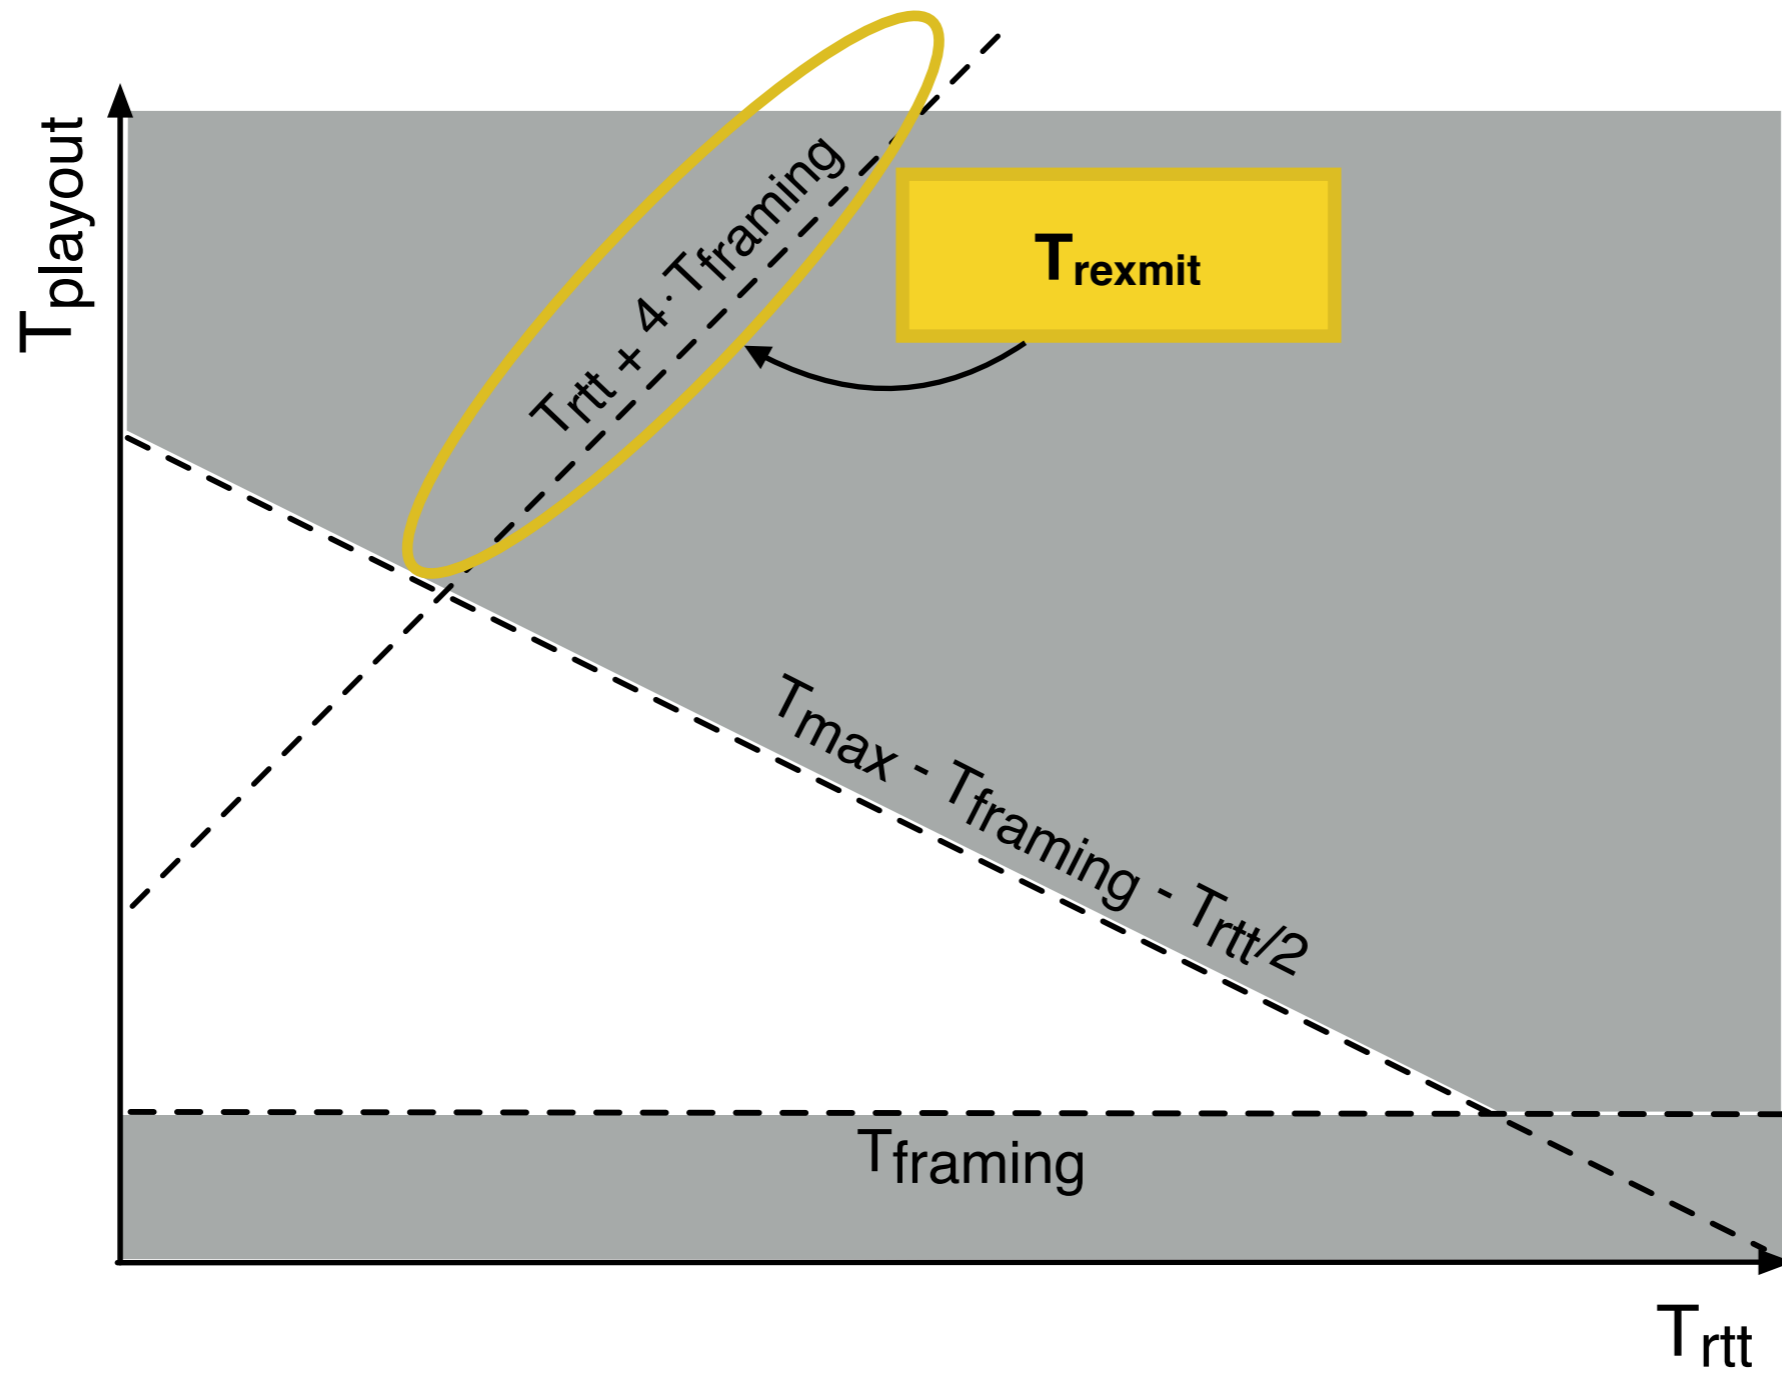 Tplayout
Trtt + 4· Tframing
Trexmit
Tmax - Tframing - Trtt/2
Tframing
Trtt